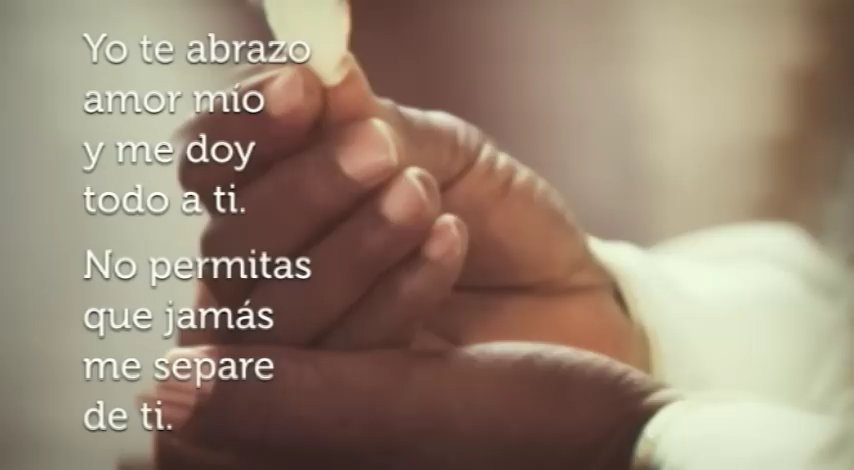 Yo te abrazo
amor mío
y me doy
todo a ti.
No permitas
que jamás
me separe
de ti.